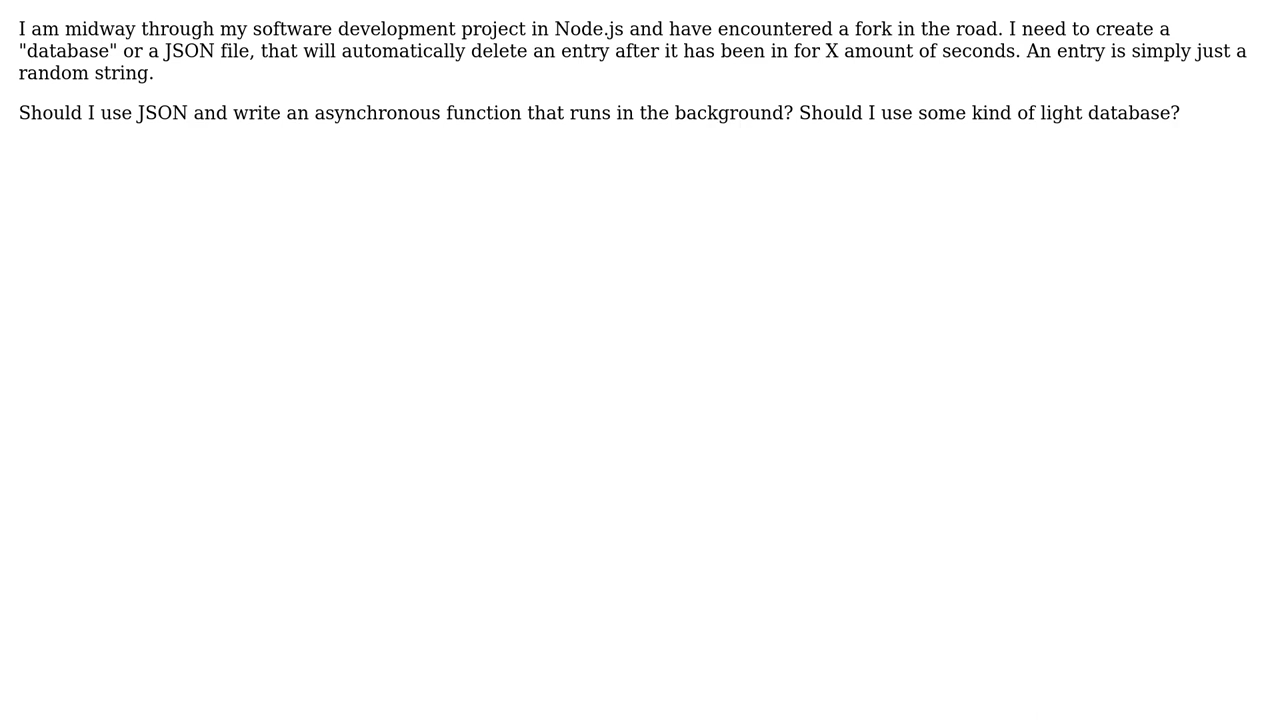 I am midway through my software development project in Node.js and have encountered a fork in the road. I need to create a
"database" or a JSON file, that will automatically delete an entry after it has been in for X amount of seconds. An entry is simply just a
random string.
Should I use JSON and write an asynchronous function that runs in the background? Should I use some kind of light database?